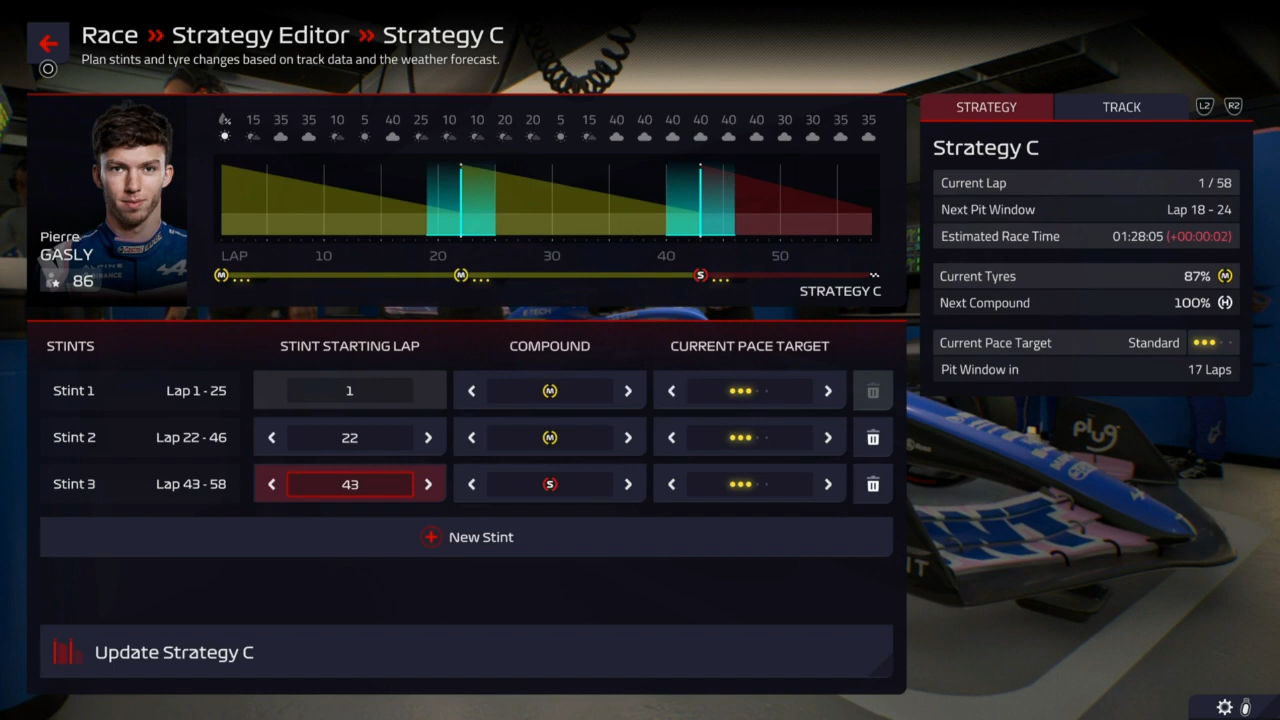 Race » Strategy Editor » Strategy C
Plan stints and tyre changes based on track data and the weather forecast.
Pierre
GASLY
86
% 15 35 35 10 5 40 25 10 10 20 20 5 15 40 40 40 40 40 40 30 30 35 35
LAP 10 20 30 40 50
M M S
STRATEGY C
STINTS STINT STARTING LAP COMPOUND CURRENT PACE TARGET
Stint 1 Lap 1 - 25 1 M
Stint 2 Lap 22 - 46 22 M
Stint 3 Lap 43 - 58 43 S
New Stint
Update Strategy C
STRATEGY TRACK L2 R2
Strategy C
Current Lap 1 / 58
Next Pit Window Lap 18 - 24
Estimated Race Time 01:28:05 (+00:00:02)
Current Tyres 87% M
Next Compound 100% H
Current Pace Target Standard
Pit Window in 17 Laps
plug